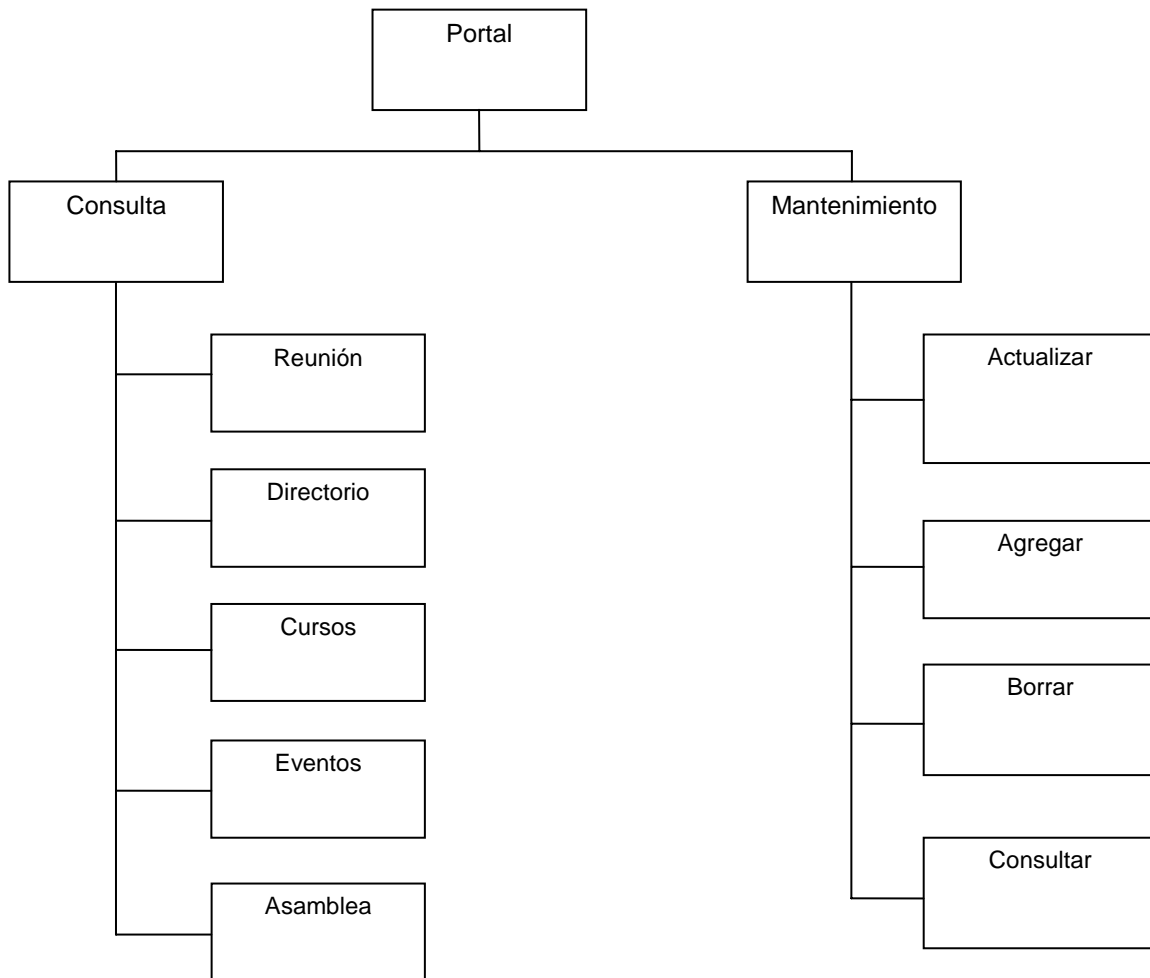 Portal
Consulta
Mantenimiento
Reunión
Directorio
Cursos
Eventos
Asamblea
Actualizar
Agregar
Borrar
Consultar